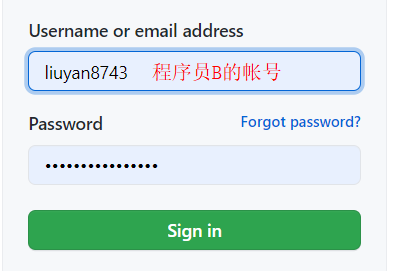 Username or email address
liuyan8743 程序员B的帐号
Password Forgot password?
••••••••••••••••
Sign in